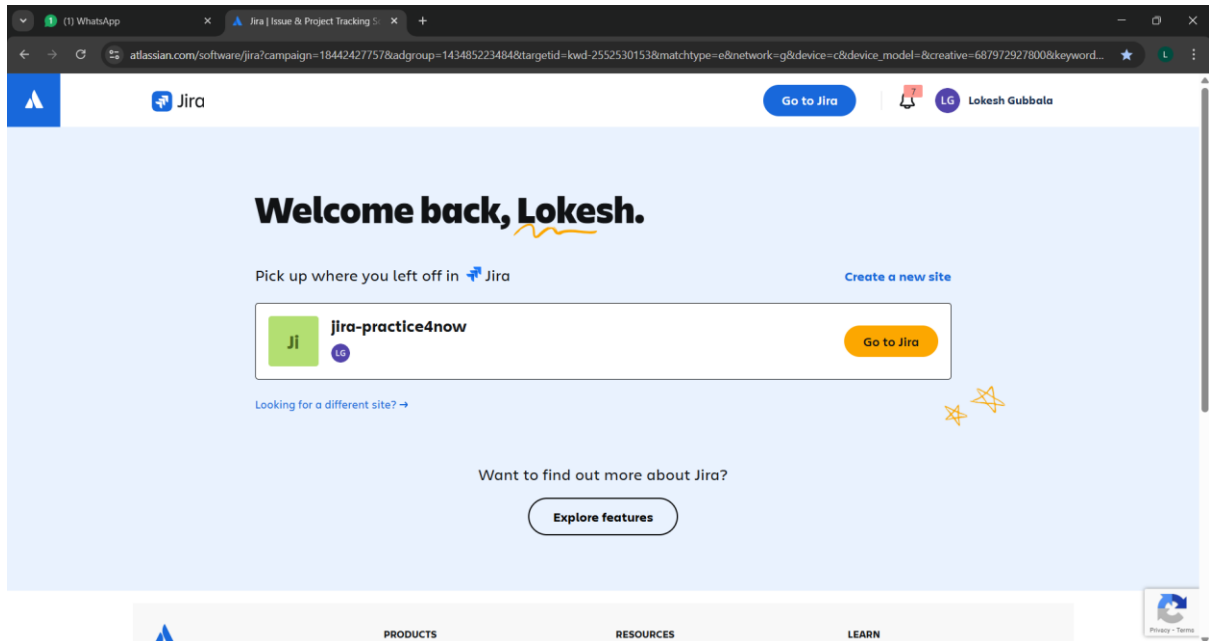 (1) WhatsApp
Jira | Issue & Project Tracking S
atlassian.com/software/jira?campaign=18442427757&adgroup=143485223484&targetid=kwd-2552530153&matchtype=e&network=g&device=c&device_model=&creative=687972927800&keyword...
L
Jira
Go to Jira
7
LG
Lokesh Gubbala
Welcome back, Lokesh.
Pick up where you left off in Jira
Create a new site
Ji
jira-practice4now
LG
Go to Jira
Looking for a different site? →
Want to find out more about Jira?
Explore features
PRODUCTS
RESOURCES
LEARN
Privacy - Terms